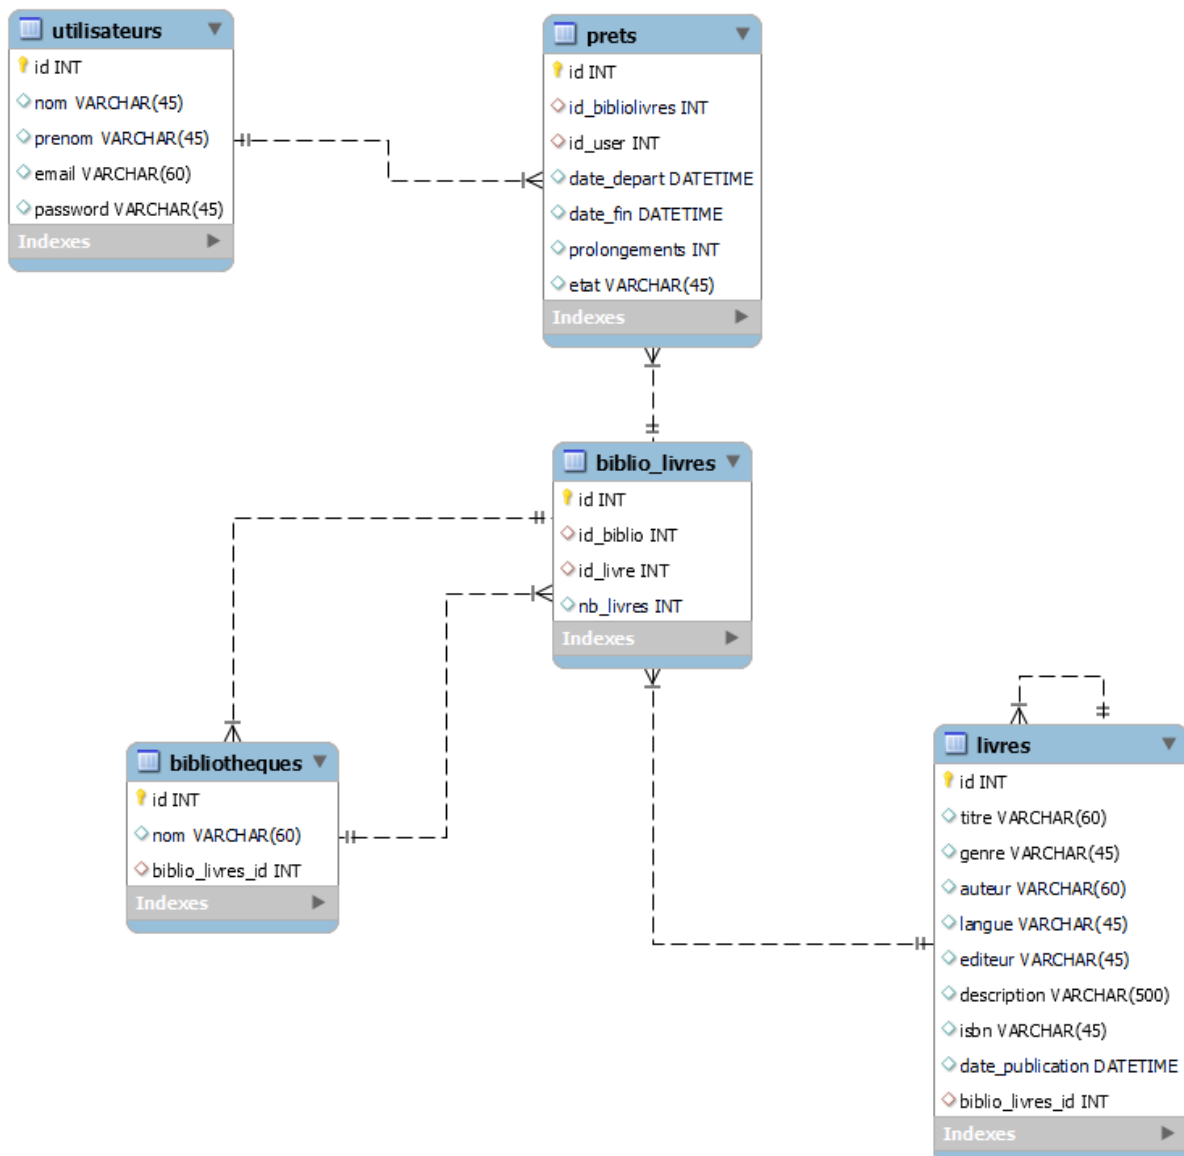 utilisateurs
id INT
nom VARCHAR(45)
prenom VARCHAR(45)
email VARCHAR(60)
password VARCHAR(45)
Indexes
prets
id INT
id_bibliolivres INT
id_user INT
date_depart DATETIME
date_fin DATETIME
prolongements INT
etat VARCHAR(45)
Indexes
biblio_livres
id INT
id_biblio INT
id_livre INT
nb_livres INT
Indexes
bibliotheques
id INT
nom VARCHAR(60)
biblio_livres_id INT
Indexes
livres
id INT
titre VARCHAR(60)
genre VARCHAR(45)
auteur VARCHAR(60)
langue VARCHAR(45)
editeur VARCHAR(45)
description VARCHAR(500)
isbn VARCHAR(45)
date_publication DATETIME
biblio_livres_id INT
Indexes